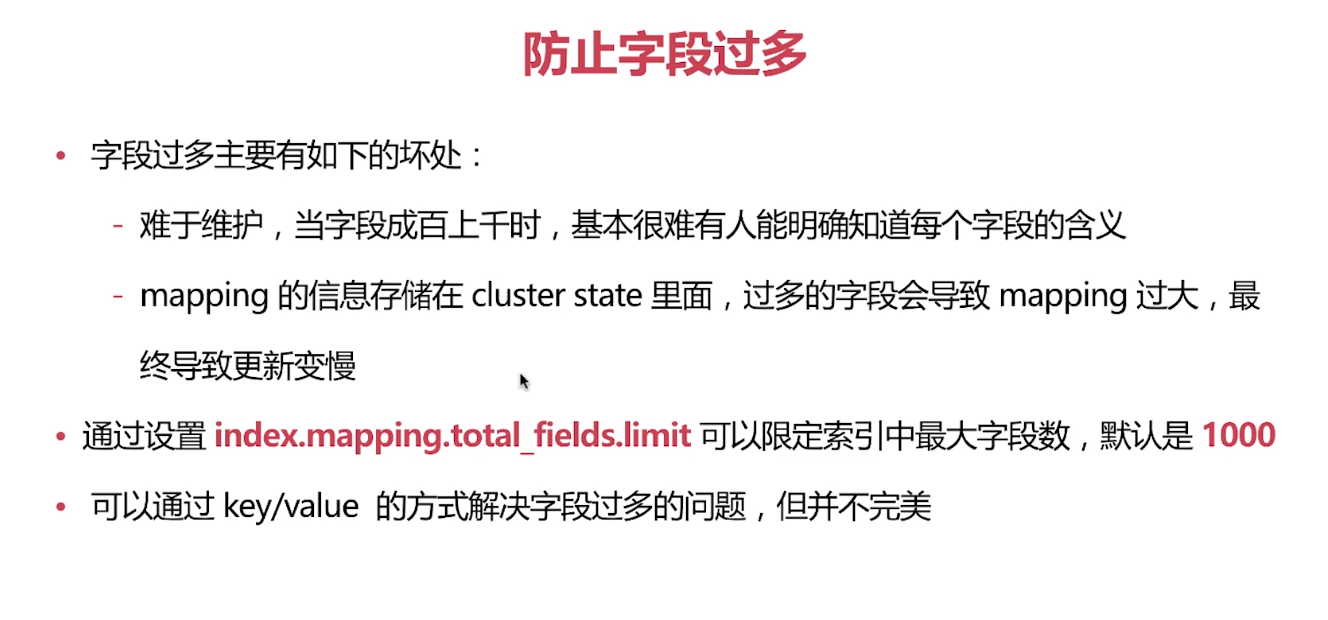 防止字段过多
• 字段过多主要有如下的坏处：
- 难于维护，当字段成百上千时，基本很难有人能明确知道每个字段的含义
- mapping 的信息存储在 cluster state 里面，过多的字段会导致 mapping 过大，最
终导致更新变慢
• 通过设置 index.mapping.total_fields.limit 可以限定索引中最大字段数，默认是 1000
• 可以通过 key/value 的方式解决字段过多的问题，但并不完美